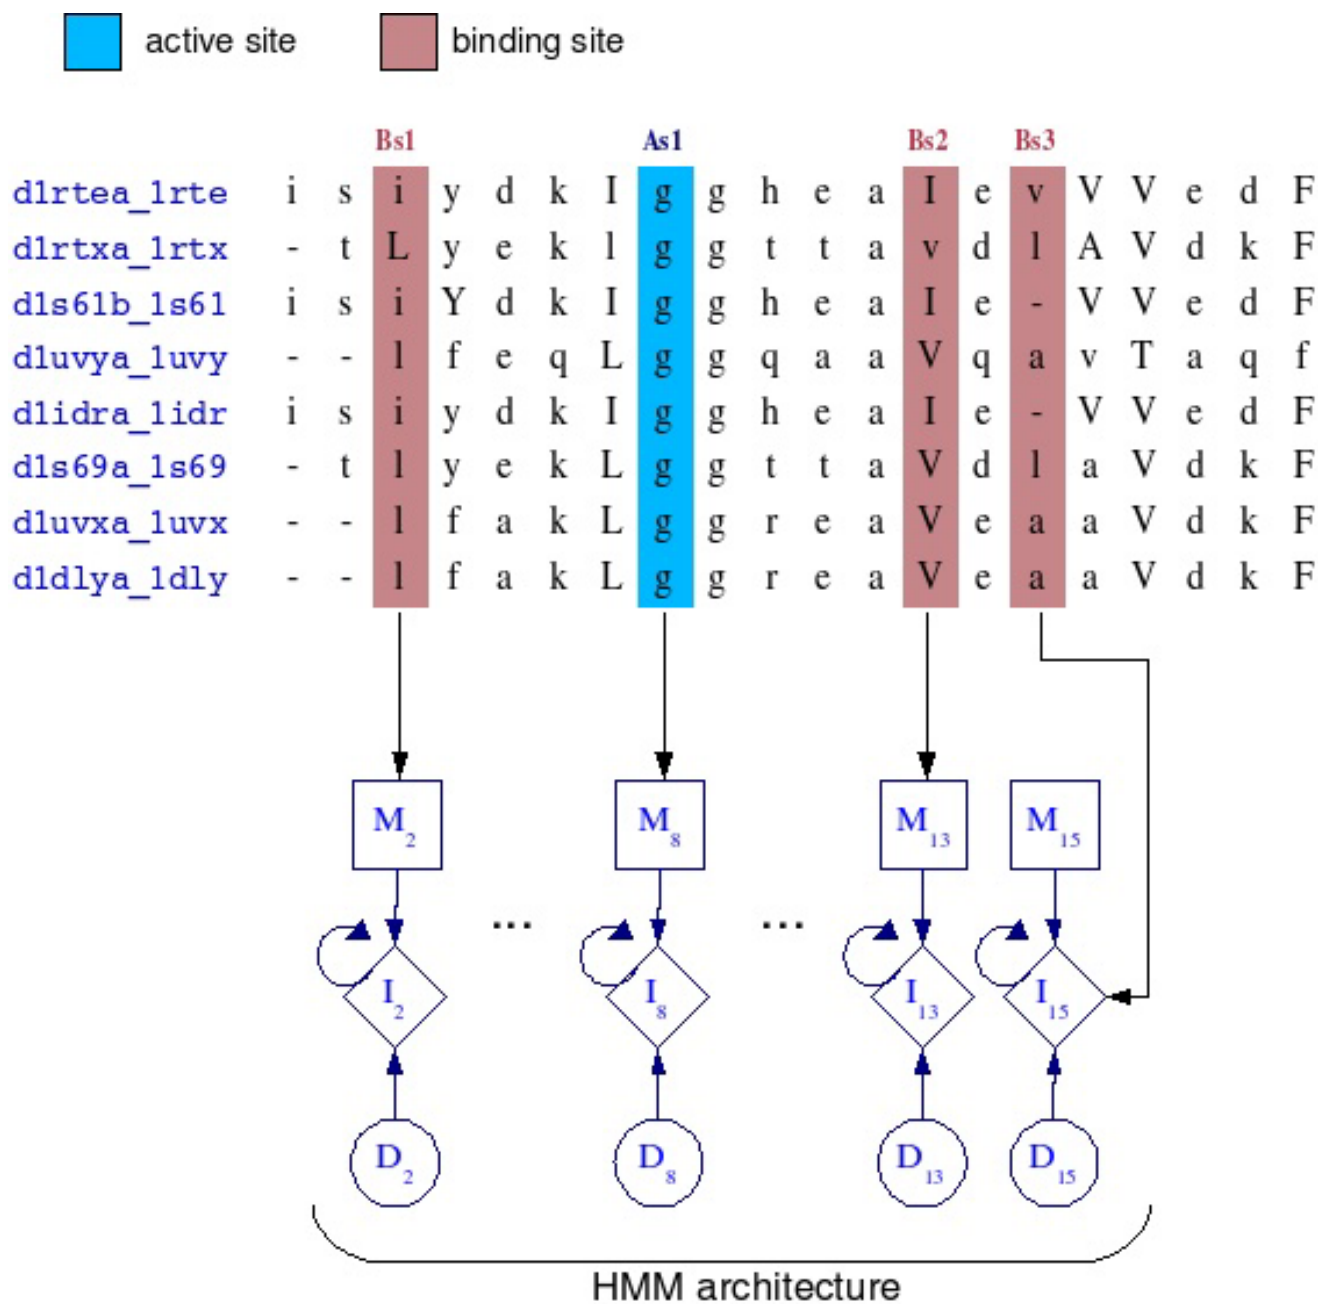 active site binding site
Bs1 As1 Bs2 Bs3
d1rtea_1rte i s i y d k I g g h e a I e v V V e d F
d1rtxa_1rtx - t L y e k l g g t t a v d l A V d k F
d1s61b_1s61 i s i Y d k I g g h e a I e - V V e d F
d1uvya_1uvy - - l f e q L g g q a a V q a v T a q f
d1idra_1idr i s i y d k I g g h e a I e - V V e d F
d1s69a_1s69 - t l y e k L g g t t a V d l a V d k F
d1uvxa_1uvx - - l f a k L g g r e a V e a a V d k F
d1dlya_1dly - - l f a k L g g r e a V e a a V d k F
M2 M8 M13 M15
... ...
I2 I8 I13 I15
D2 D8 D13 D15
HMM architecture